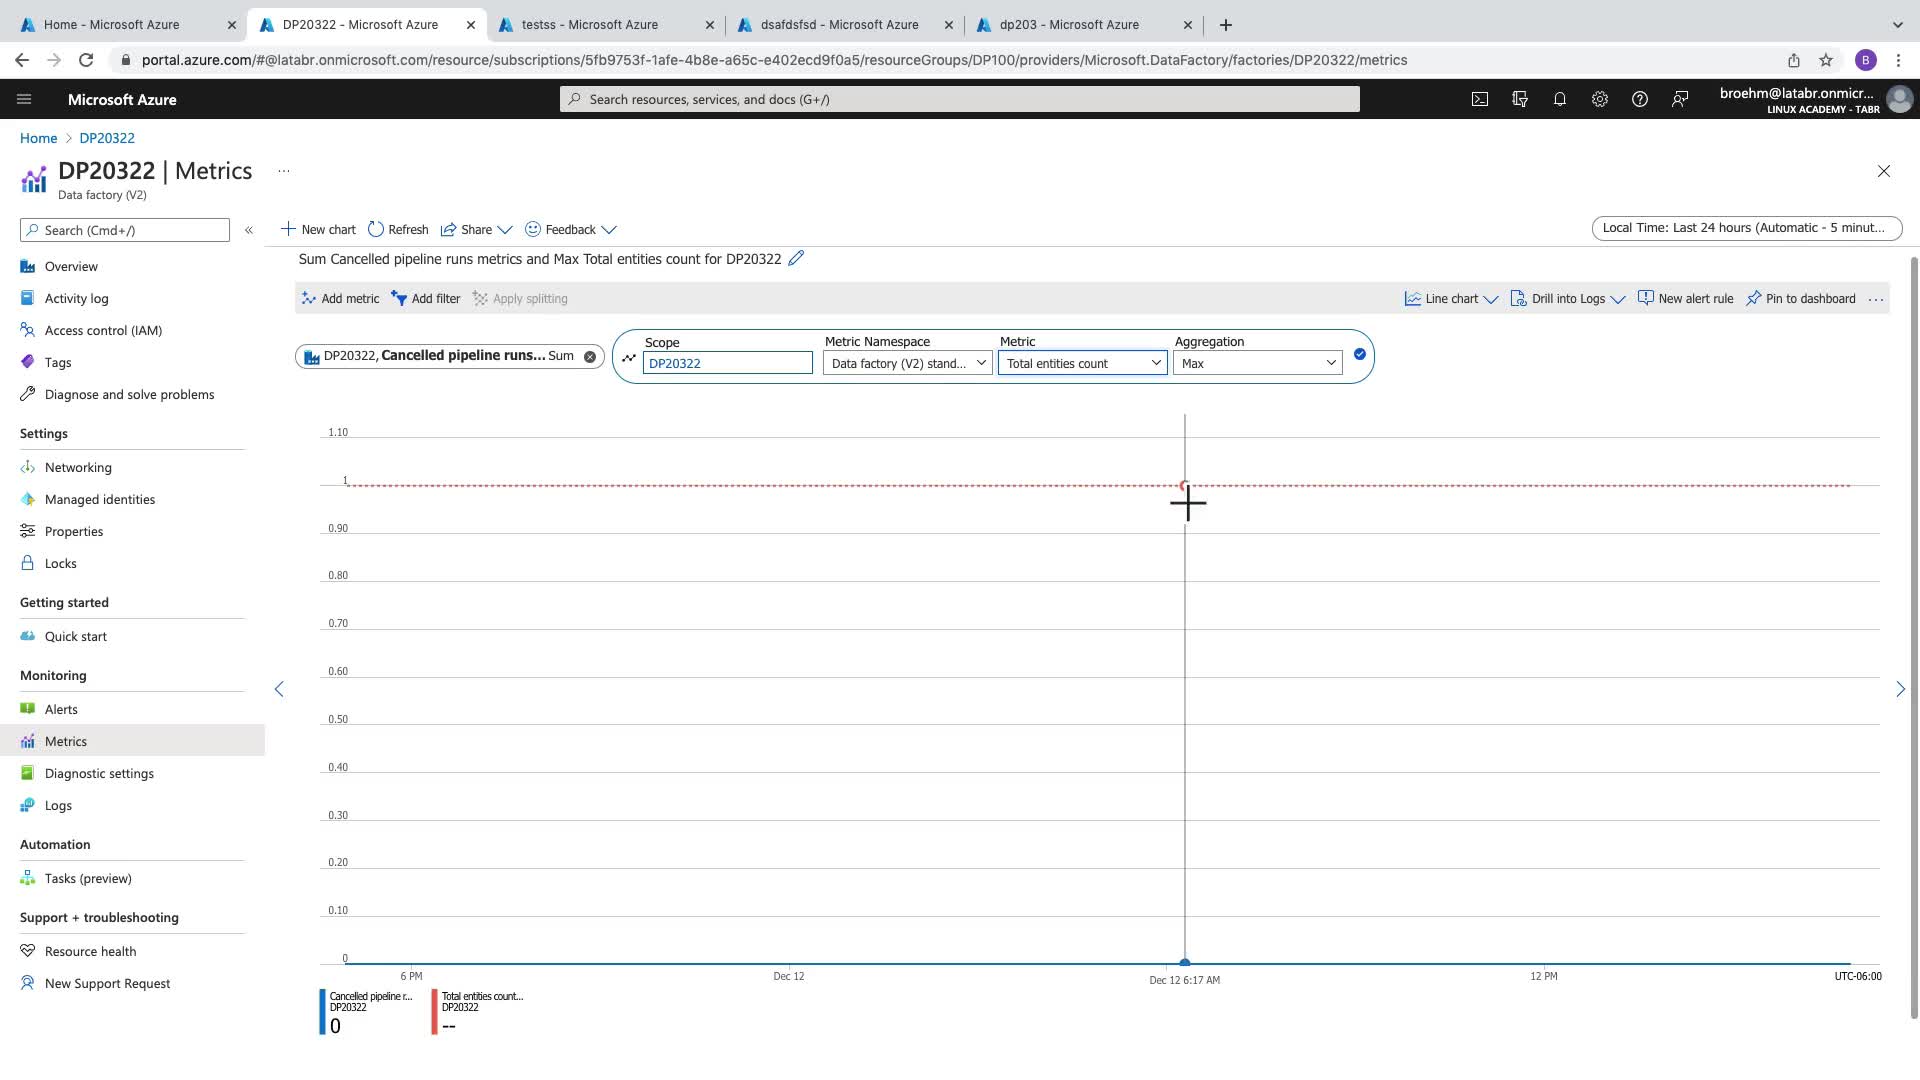 Home - Microsoft Azure
DP20322 - Microsoft Azure
testss - Microsoft Azure
dsafdsfsd - Microsoft Azure
dp203 - Microsoft Azure
portal.azure.com/#@latabr.onmicrosoft.com/resource/subscriptions/5fb9753f-1afe-4b8e-a65c-e402ecd9f0a5/resourceGroups/DP100/providers/Microsoft.DataFactory/factories/DP20322/metrics
B
Microsoft Azure
Search resources, services, and docs (G+/)
broehm@latabr.onmicr...
LINUX ACADEMY - TABR
Home > DP20322
DP20322 | Metrics ...
Data factory (V2)
Search (Cmd+/)
«
New chart
Refresh
Share
Feedback
Local Time: Last 24 hours (Automatic - 5 minut...
Sum Cancelled pipeline runs metrics and Max Total entities count for DP20322
Add metric
Add filter
Apply splitting
Line chart
Drill into Logs
New alert rule
Pin to dashboard
...
DP20322, Cancelled pipeline runs... Sum
Scope
DP20322
Metric Namespace
Data factory (V2) stand...
Metric
Total entities count
Aggregation
Max
Overview
Activity log
Access control (IAM)
Tags
Diagnose and solve problems
Settings
Networking
Managed identities
Properties
Locks
Getting started
Quick start
Monitoring
Alerts
Metrics
Diagnostic settings
Logs
Automation
Tasks (preview)
Support + troubleshooting
Resource health
New Support Request
1.10
1
0.90
0.80
0.70
0.60
0.50
0.40
0.30
0.20
0.10
0
6 PM
Dec 12
Dec 12 6:17 AM
12 PM
UTC-06:00
Cancelled pipeline r...
DP20322
0
Total entities count...
DP20322
--